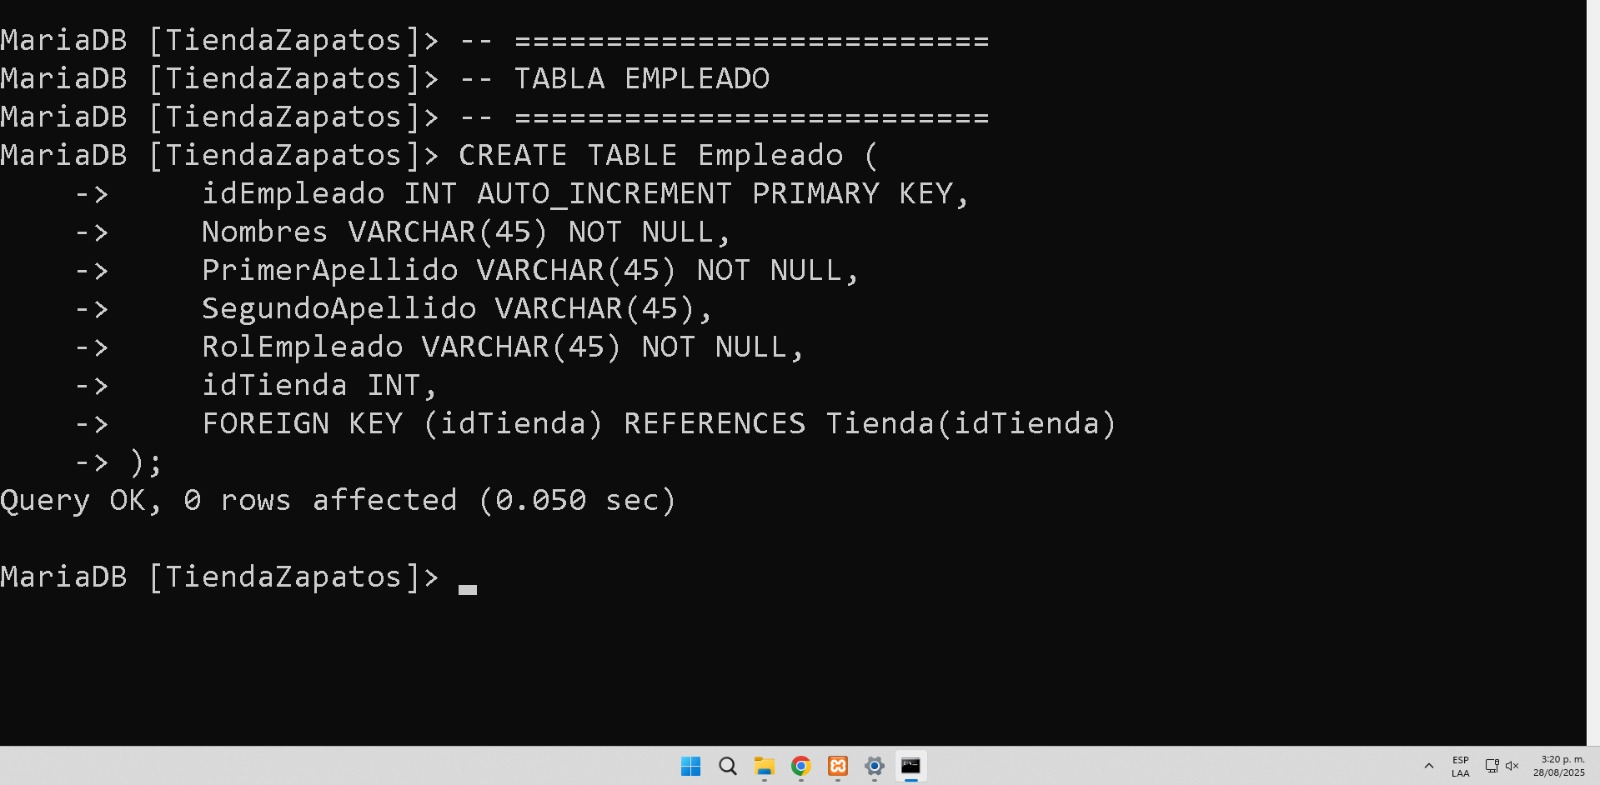 MariaDB [TiendaZapatos]> -- ==========================
MariaDB [TiendaZapatos]> -- TABLA EMPLEADO
MariaDB [TiendaZapatos]> -- ==========================
MariaDB [TiendaZapatos]> CREATE TABLE Empleado (
    ->     idEmpleado INT AUTO_INCREMENT PRIMARY KEY,
    ->     Nombres VARCHAR(45) NOT NULL,
    ->     PrimerApellido VARCHAR(45) NOT NULL,
    ->     SegundoApellido VARCHAR(45),
    ->     RolEmpleado VARCHAR(45) NOT NULL,
    ->     idTienda INT,
    ->     FOREIGN KEY (idTienda) REFERENCES Tienda(idTienda)
    -> );
Query OK, 0 rows affected (0.050 sec)
MariaDB [TiendaZapatos]>
ESP
LAA
3:20 p. m.
28/08/2025